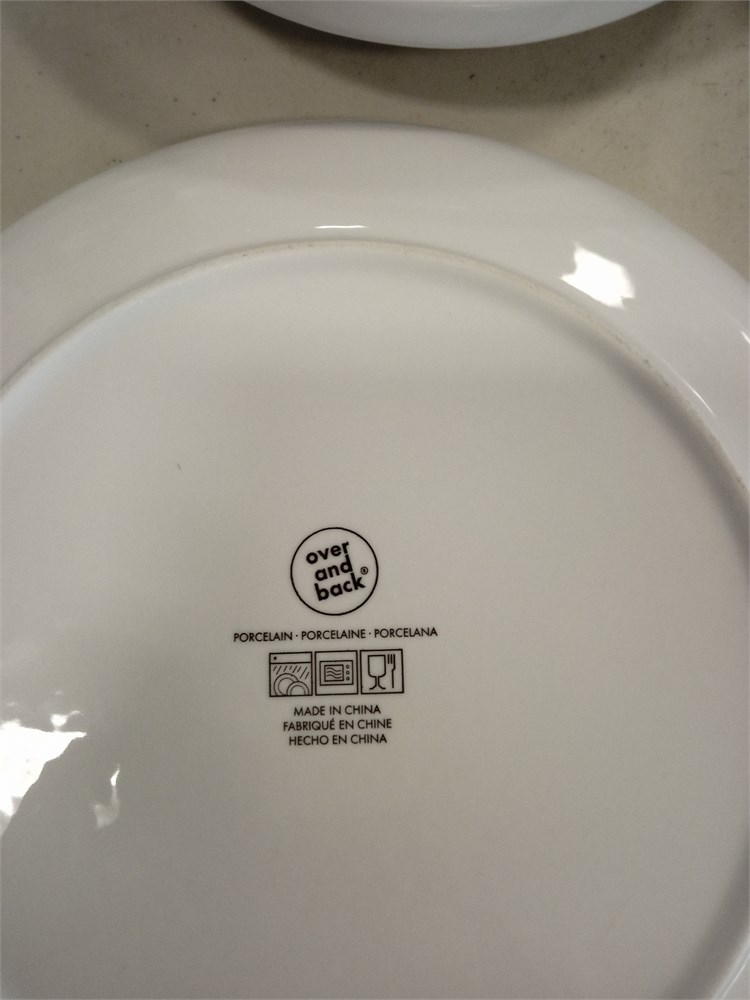 over
and
back®
PORCELAIN · PORCELAINE · PORCELANA
MADE IN CHINA
FABRIQUÉ EN CHINE
HECHO EN CHINA